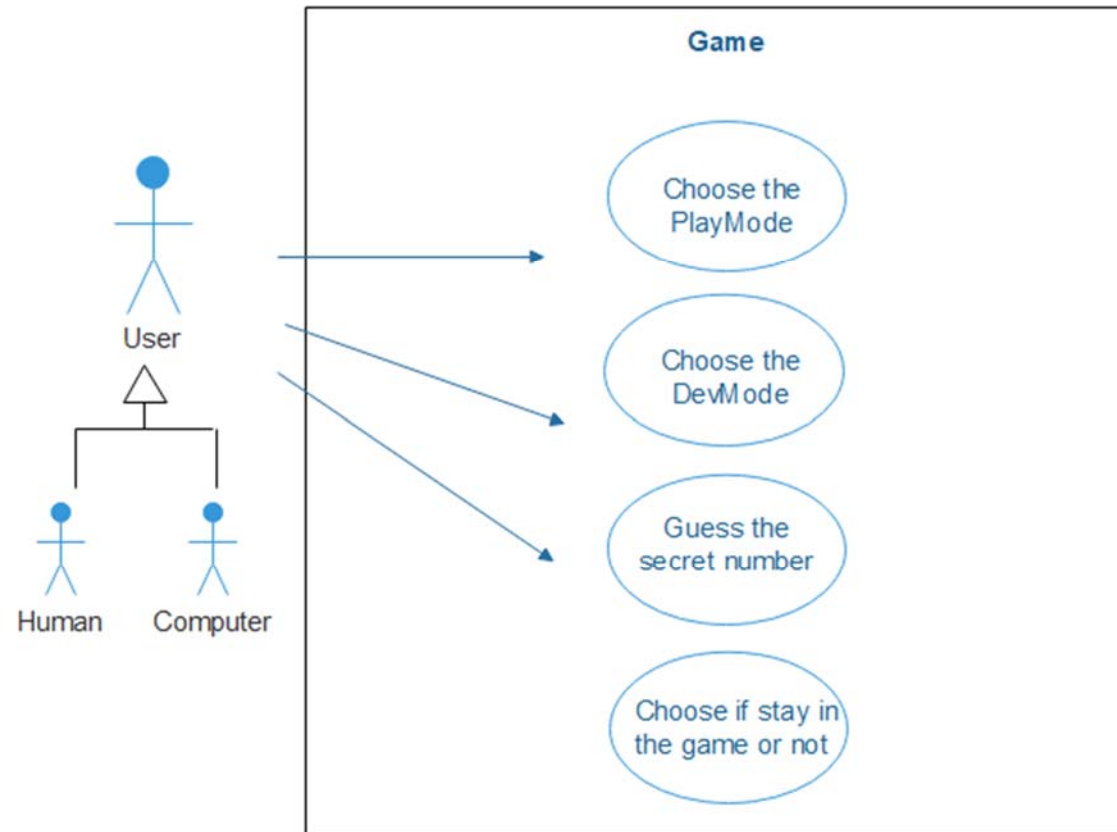 Game
Choose the
PlayMode
User
Choose the
DevMode
Guess the
secret number
Human
Computer
Choose if stay in
the game or not